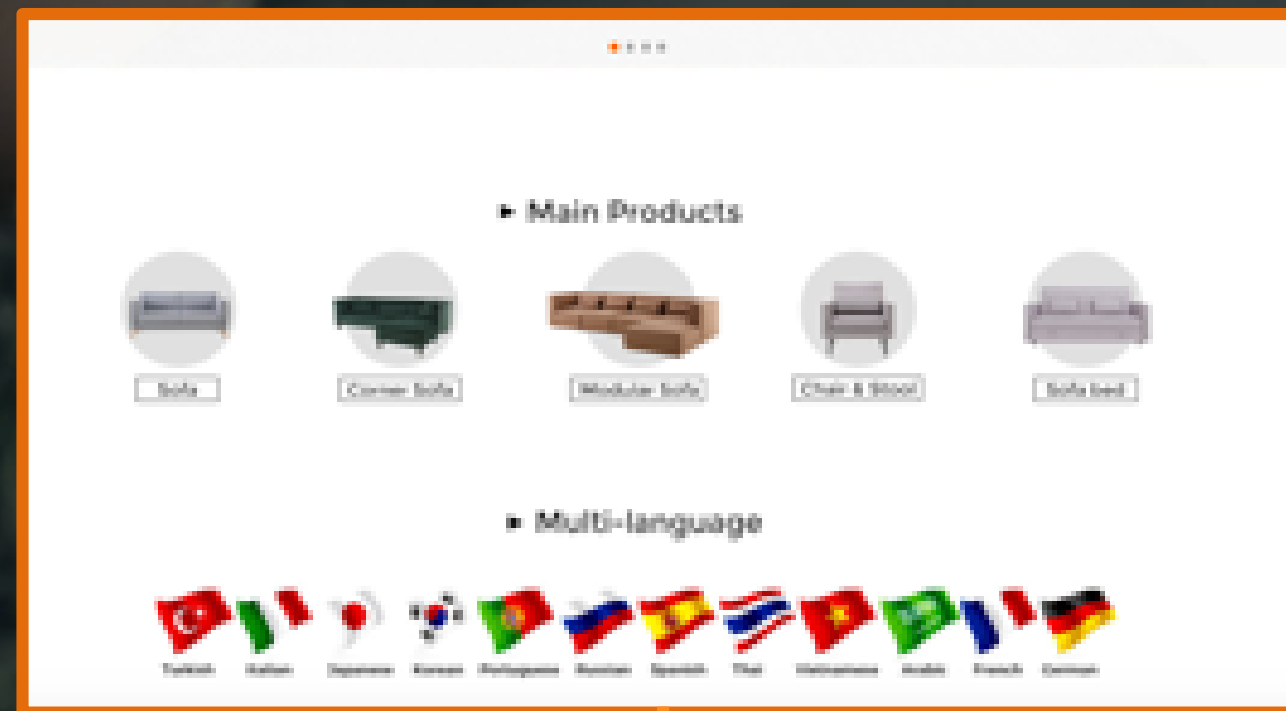 Main Products
Sofa
Corner Sofa
Modular Sofa
Chair & Stool
Sofa bed
Multi-language
Turkish
Italian
Japanese
Korean
Portuguese
Russian
Spanish
Thai
Vietnamese
Arabic
French
German